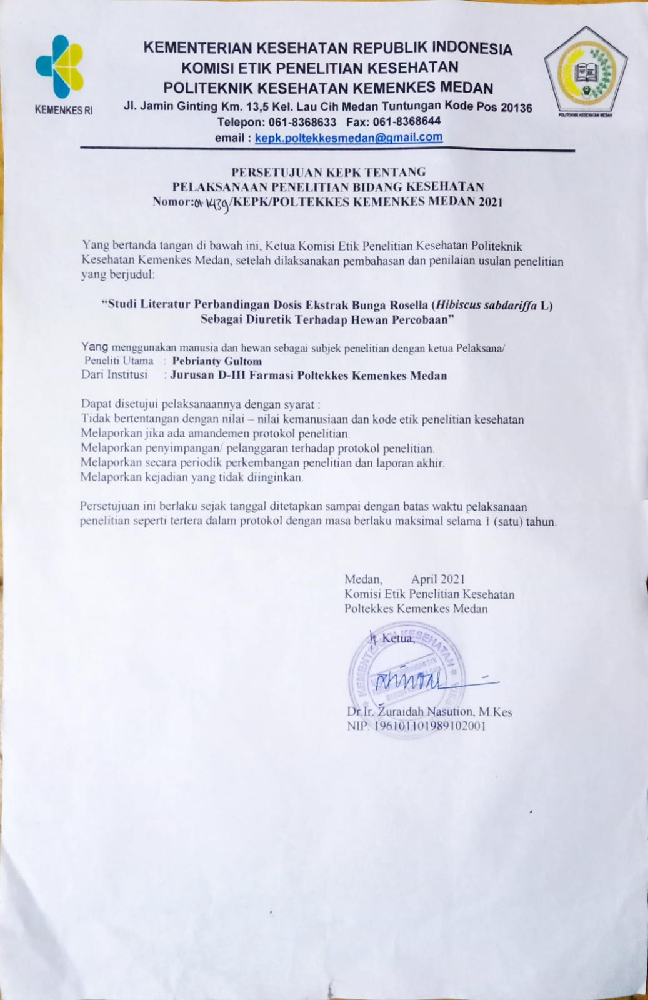 KEMENTERIAN KESEHATAN REPUBLIK INDONESIA
KOMISI ETIK PENELITIAN KESEHATAN
POLITEKNIK KESEHATAN KEMENKES MEDAN
Jl. Jamin Ginting Km. 13,5 Kel. Lau Cih Medan Tuntungan Kode Pos 20136
Telepon: 061-8368633 Fax: 061-8368644
email : kepk.poltekkesmedan@gmail.com
KEMENKES RI
POLITEKNIK KESEHATAN MEDAN
PERSETUJUAN KEPK TENTANG
PELAKSANAAN PENELITIAN BIDANG KESEHATAN
Nomor: 1439/KEPK/POLTEKKES KEMENKES MEDAN 2021
Yang bertanda tangan di bawah ini, Ketua Komisi Etik Penelitian Kesehatan Politeknik
Kesehatan Kemenkes Medan, setelah dilaksanakan pembahasan dan penilaian usulan penelitian
yang berjudul:
“Studi Literatur Perbandingan Dosis Ekstrak Bunga Rosella (Hibiscus sabdariffa L)
Sebagai Diuretik Terhadap Hewan Percobaan”
Yang menggunakan manusia dan hewan sebagai subjek penelitian dengan ketua Pelaksana/
Peneliti Utama : Pebrianty Gultom
Dari Institusi : Jurusan D-III Farmasi Poltekkes Kemenkes Medan
Dapat disetujui pelaksanaannya dengan syarat :
Tidak bertentangan dengan nilai – nilai kemanusiaan dan kode etik penelitian kesehatan
Melaporkan jika ada amandemen protokol penelitian.
Melaporkan penyimpangan/ pelanggaran terhadap protokol penelitian.
Melaporkan secara periodik perkembangan penelitian dan laporan akhir.
Melaporkan kejadian yang tidak diinginkan.
Persetujuan ini berlaku sejak tanggal ditetapkan sampai dengan batas waktu pelaksanaan
penelitian seperti tertera dalam protokol dengan masa berlaku maksimal selama 1 (satu) tahun.
Medan, April 2021
Komisi Etik Penelitian Kesehatan
Poltekkes Kemenkes Medan
Ketua,
KEMENTERIAN KESEHATAN
Dr.Ir. Zuraidah Nasution, M.Kes
NIP. 196101101989102001